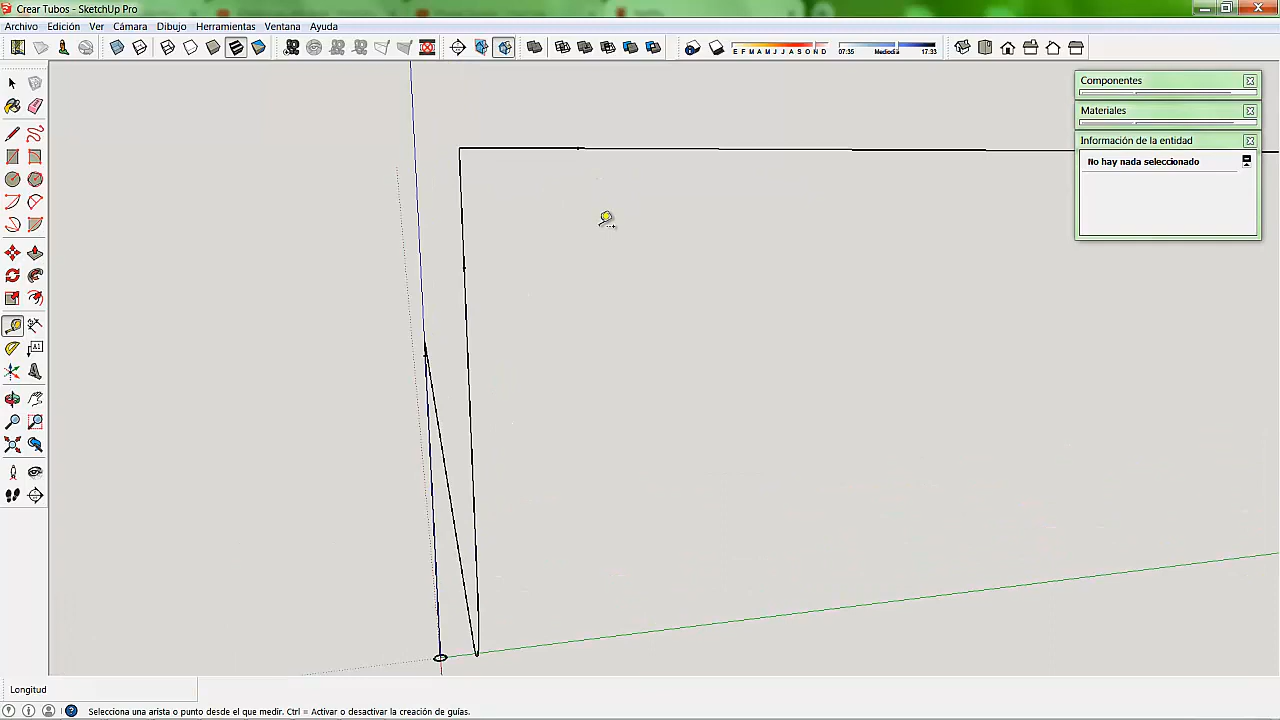 Crear Tubos - SketchUp Pro
Archivo Edición Ver Cámara Dibujo Herramientas Ventana Ayuda
E F M A M J J A S O N D
07:35 Mediodía 17:33
Componentes
Materiales
Información de la entidad
No hay nada seleccionado
A1
Longitud
Selecciona una arista o punto desde el que medir. Ctrl = Activar o desactivar la creación de guías.